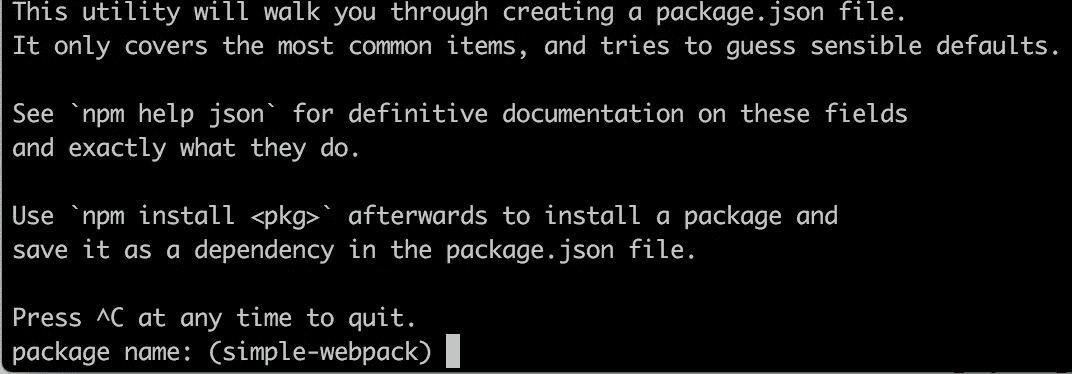 This utility will walk you through creating a package.json file.
It only covers the most common items, and tries to guess sensible defaults.
See `npm help json` for definitive documentation on these fields
and exactly what they do.
Use `npm install <pkg>` afterwards to install a package and
save it as a dependency in the package.json file.
Press ^C at any time to quit.
package name: (simple-webpack)